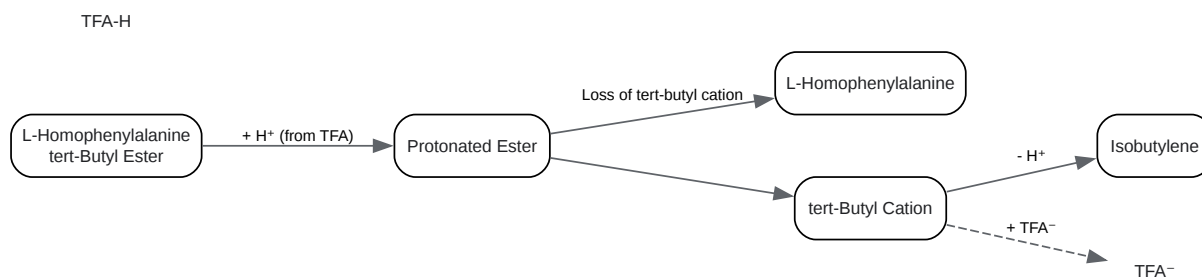 TFA-H
L-Homophenylalanine
tert-Butyl Ester
+ H⁺ (from TFA)
Protonated Ester
Loss of tert-butyl cation
L-Homophenylalanine
tert-Butyl Cation
- H⁺
Isobutylene
+ TFA⁻
TFA⁻